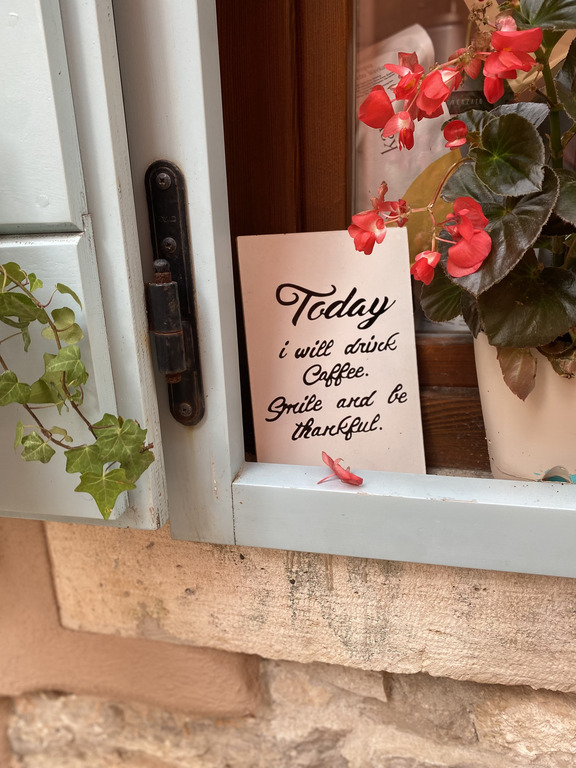 Today
i will drink
Coffee.
Smile and be
thankful.